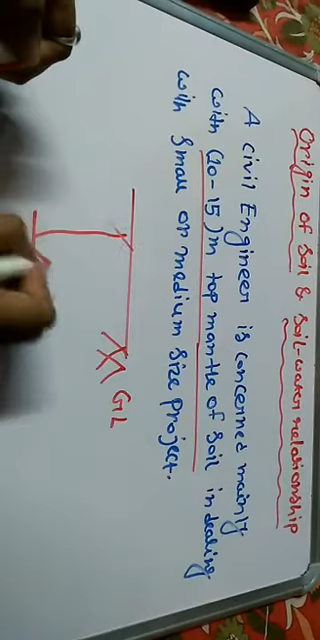 Origin of Soil & Soil-water relationship
A civil Engineer is concerned mainly
with (10-15)m top mantle of soil in dealing
with small or medium size project.
GL